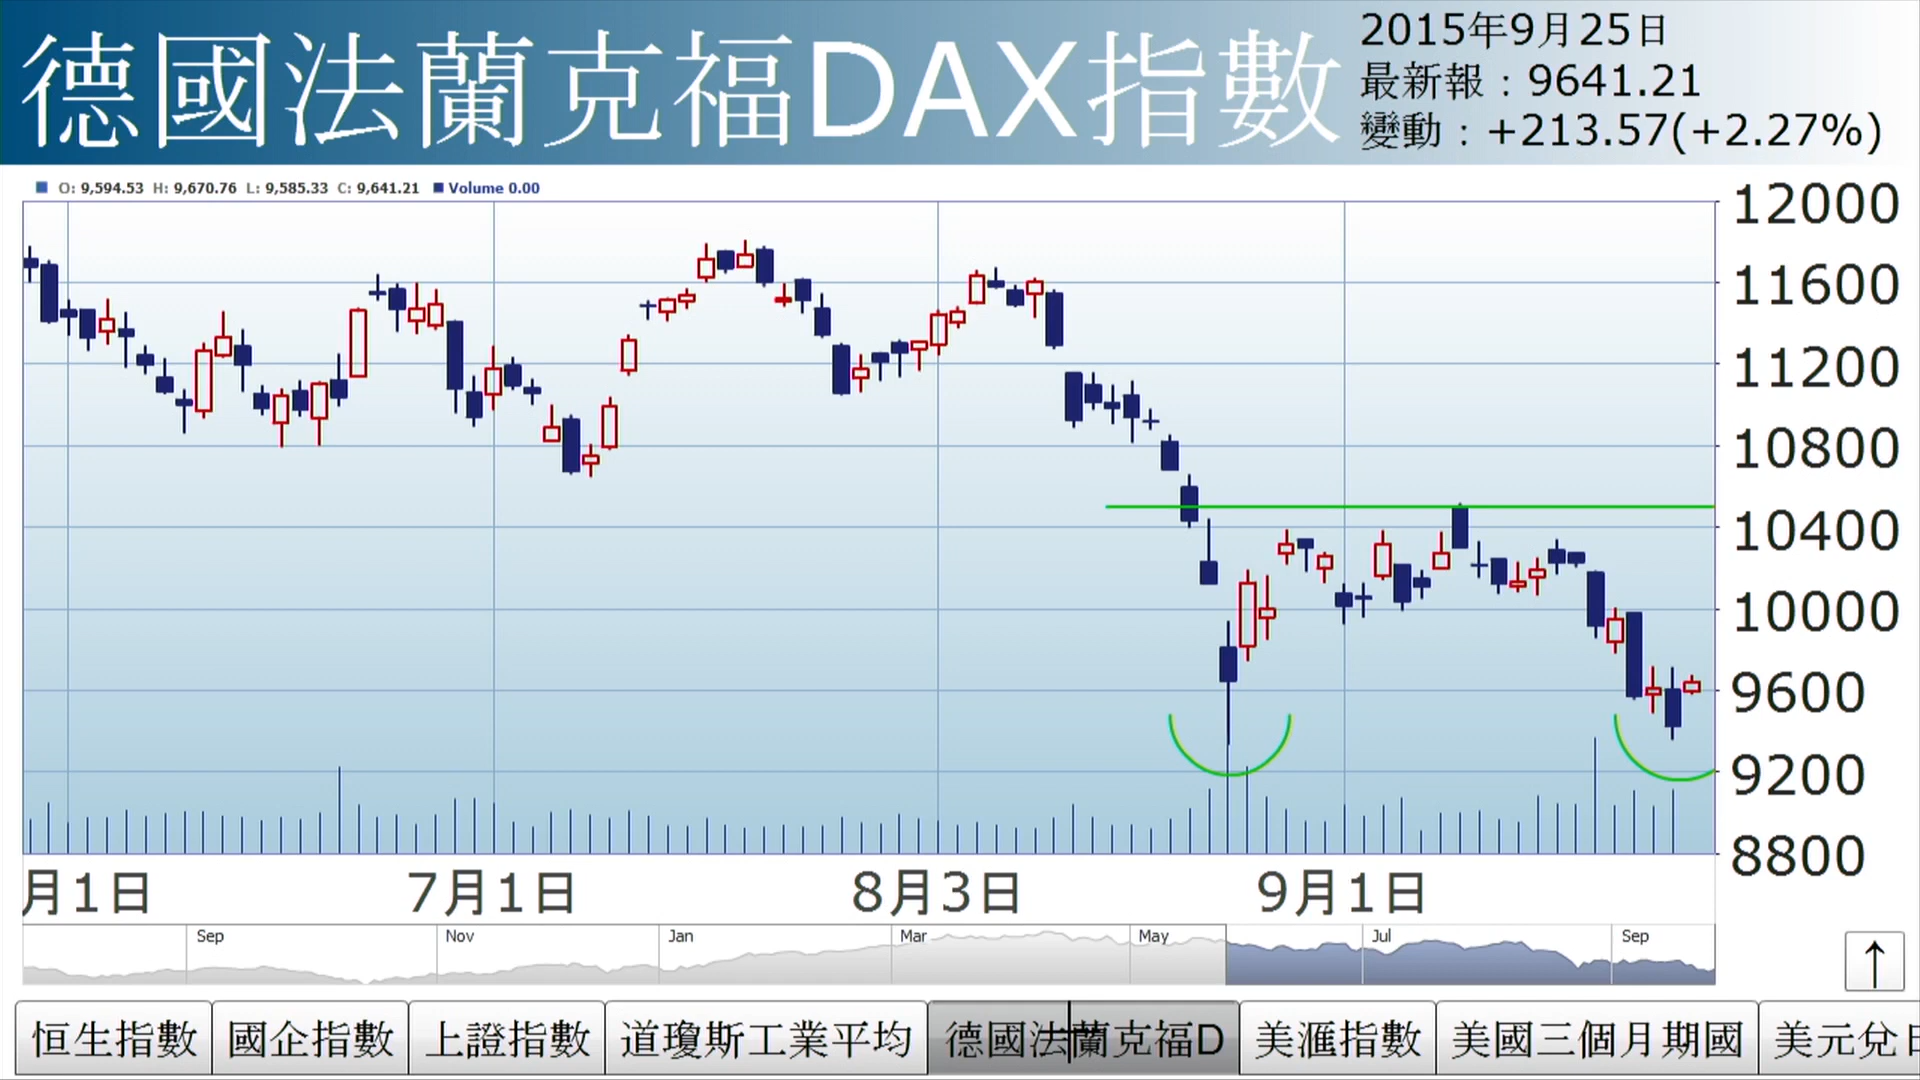 德國法蘭克福DAX指數
2015年9月25日
最新報：9641.21
變動：+213.57(+2.27%)
O: 9,594.53 H: 9,670.76 L: 9,585.33 C: 9,641.21 Volume 0.00
12000
11600
11200
10800
10400
10000
9600
9200
8800
月1日 7月1日 8月3日 9月1日
Sep Nov Jan Mar May Jul Sep
↑
恒生指數 國企指數 上證指數 道瓊斯工業平均 德國法蘭克福D 美滙指數 美國三個月期國 美元兌